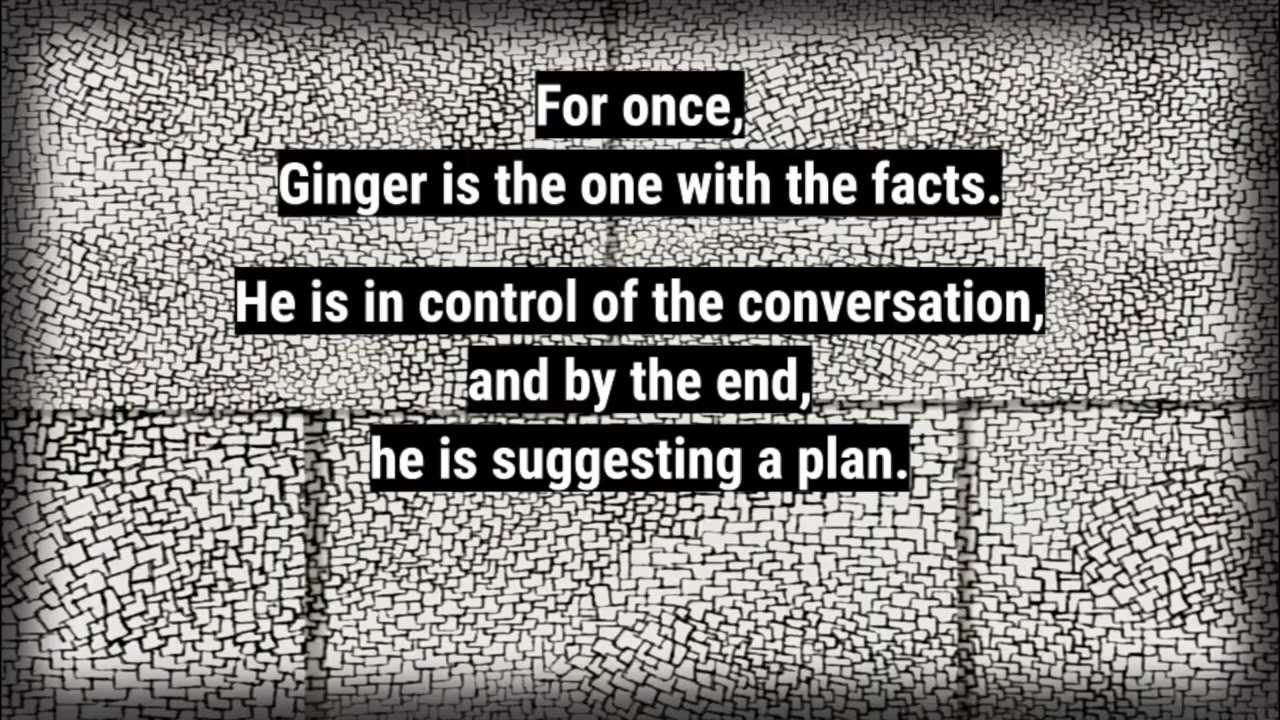 For once,
Ginger is the one with the facts.
He is in control of the conversation,
and by the end,
he is suggesting a plan.